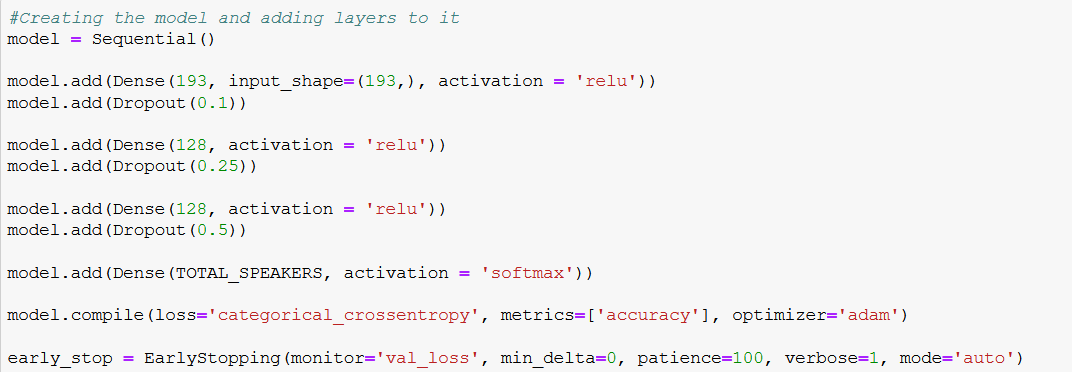 #Creating the model and adding layers to it
model = Sequential()
model.add(Dense(193, input_shape=(193,), activation = 'relu'))
model.add(Dropout(0.1))
model.add(Dense(128, activation = 'relu'))
model.add(Dropout(0.25))
model.add(Dense(128, activation = 'relu'))
model.add(Dropout(0.5))
model.add(Dense(TOTAL_SPEAKERS, activation = 'softmax'))
model.compile(loss='categorical_crossentropy', metrics=['accuracy'], optimizer='adam')
early_stop = EarlyStopping(monitor='val_loss', min_delta=0, patience=100, verbose=1, mode='auto')